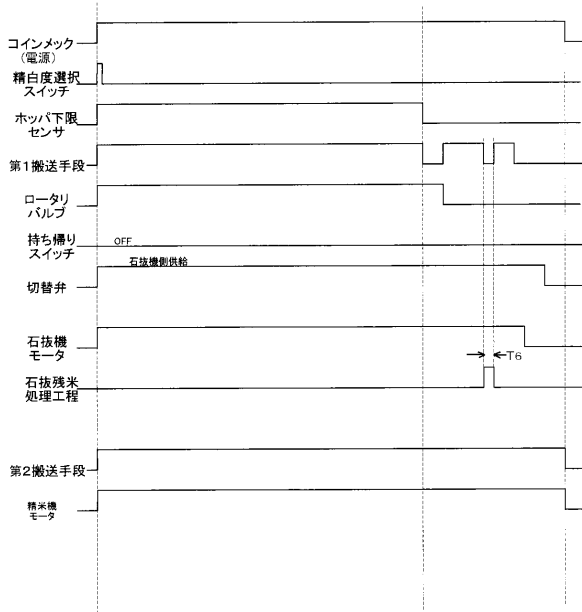 コインメック
(電源)
精白度選択
スイッチ
ホッパ下限
センサ
第1搬送手段
ロータリ
バルブ
持ち帰り
スイッチ
OFF
石抜機側供給
切替弁
石抜機
モータ
T6
石抜残米
処理工程
第2搬送手段
精米機
モータ